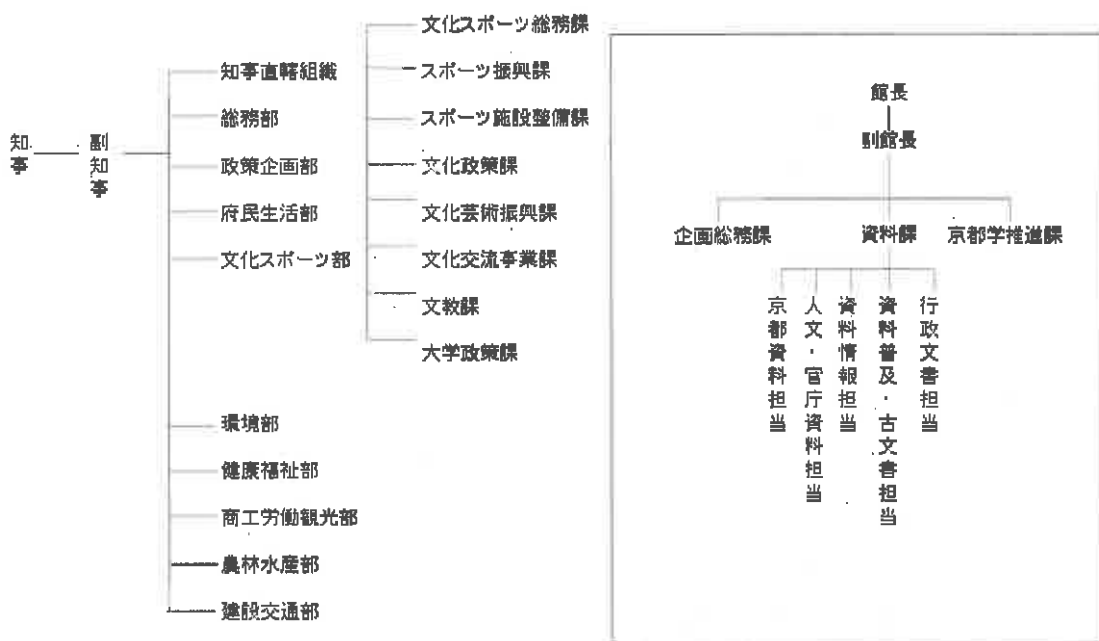 知事
副知事
知事直轄組織
総務部
政策企画部
府民生活部
文化スポーツ部
環境部
健康福祉部
商工労働観光部
農林水産部
建設交通部
文化スポーツ総務課
スポーツ振興課
スポーツ施設整備課
文化政策課
文化芸術振興課
文化交流事業課
文教課
大学政策課
館長
副館長
企画総務課
資料課
京都学推進課
京都資料担当
人文・官庁資料担当
資料情報担当
資料普及・古文書担当
行政文書担当